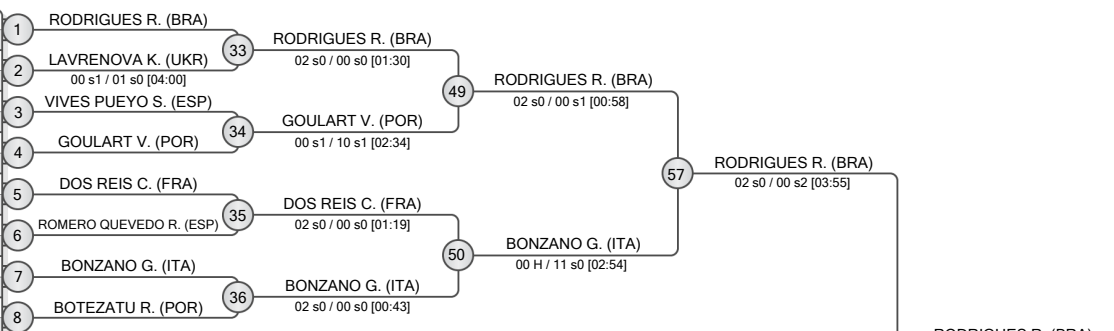 1
RODRIGUES R. (BRA)
33
RODRIGUES R. (BRA)
02 s0 / 00 s0 [01:30]
2
LAVRENOVA K. (UKR)
00 s1 / 01 s0 [04:00]
49
RODRIGUES R. (BRA)
02 s0 / 00 s1 [00:58]
3
VIVES PUEYO S. (ESP)
34
GOULART V. (POR)
00 s1 / 10 s1 [02:34]
4
GOULART V. (POR)
57
RODRIGUES R. (BRA)
02 s0 / 00 s2 [03:55]
5
DOS REIS C. (FRA)
35
DOS REIS C. (FRA)
02 s0 / 00 s0 [01:19]
6
ROMERO QUEVEDO R. (ESP)
50
BONZANO G. (ITA)
00 H / 11 s0 [02:54]
7
BONZANO G. (ITA)
36
BONZANO G. (ITA)
02 s0 / 00 s0 [00:43]
8
BOTEZATU R. (POR)
RODRIGUES R. (BRA)